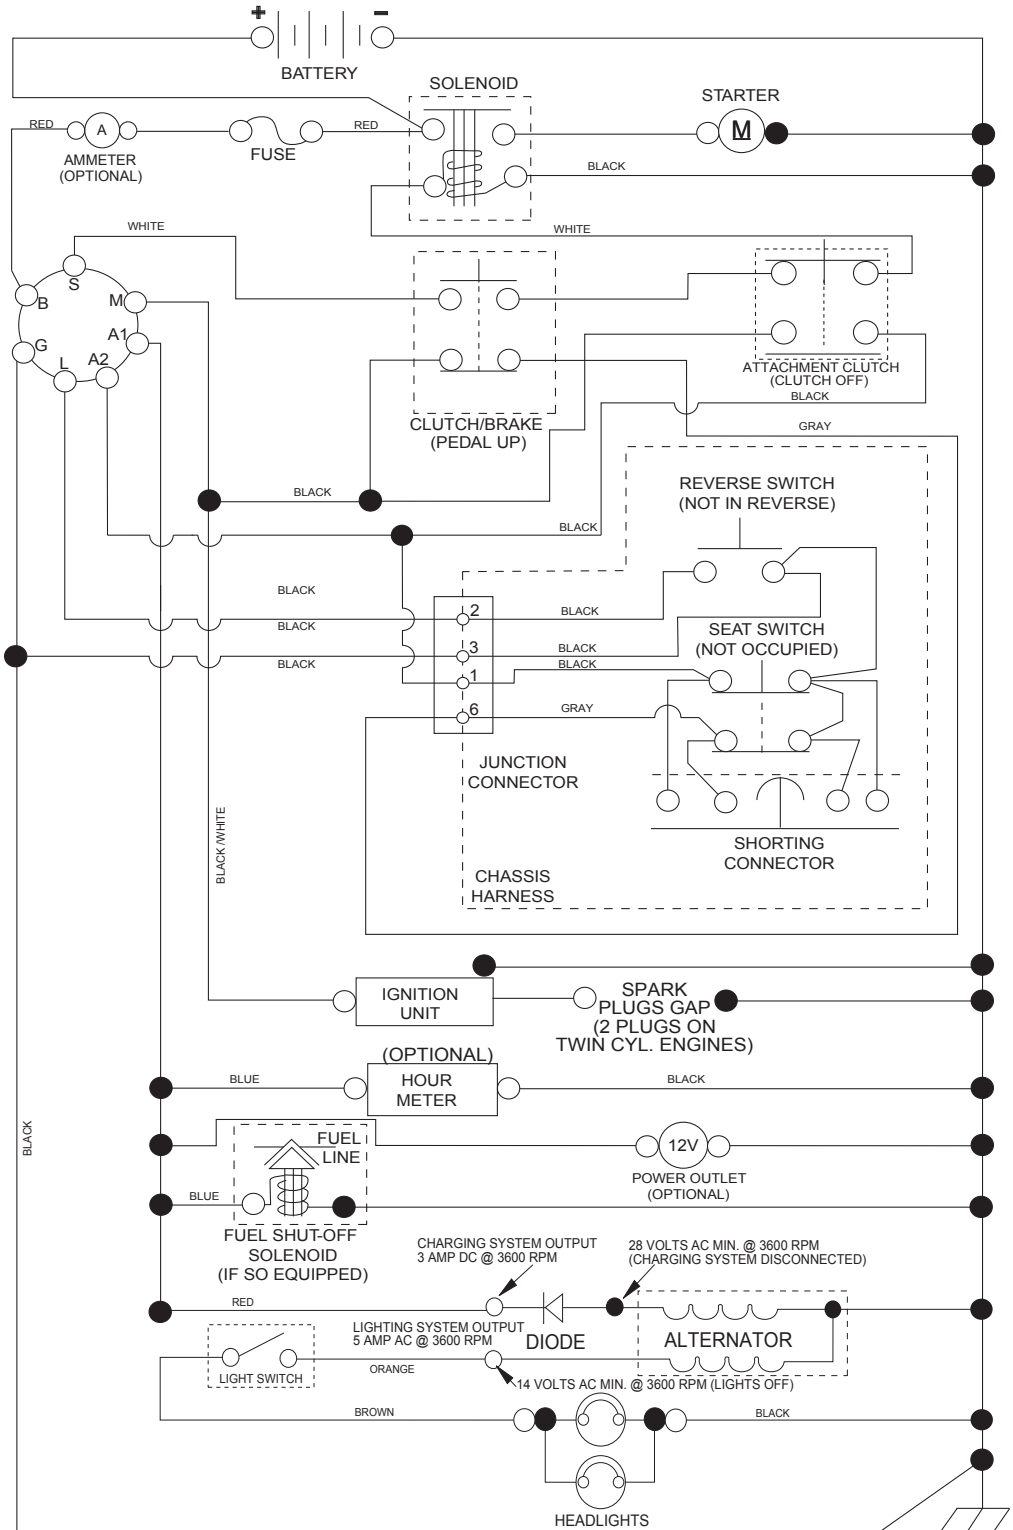 + -
BATTERY
SOLENOID
STARTER
RED
A
AMMETER
(OPTIONAL)
FUSE
RED
M
BLACK
WHITE
WHITE
S
B
M
A1
G
L
A2
CLUTCH/BRAKE
(PEDAL UP)
ATTACHMENT CLUTCH
(CLUTCH OFF)
BLACK
GRAY
BLACK
BLACK
REVERSE SWITCH
(NOT IN REVERSE)
BLACK
BLACK
BLACK
2
BLACK
3
BLACK
BLACK
1
6
GRAY
SEAT SWITCH
(NOT OCCUPIED)
JUNCTION
CONNECTOR
SHORTING
CONNECTOR
CHASSIS
HARNESS
BLACK /WHITE
IGNITION
UNIT
SPARK
PLUGS GAP
(2 PLUGS ON
TWIN CYL. ENGINES)
(OPTIONAL)
BLUE
HOUR
METER
BLACK
BLACK
FUEL
LINE
12V
POWER OUTLET
(OPTIONAL)
BLUE
FUEL SHUT-OFF
SOLENOID
(IF SO EQUIPPED)
CHARGING SYSTEM OUTPUT
3 AMP DC @ 3600 RPM
28 VOLTS AC MIN. @ 3600 RPM
(CHARGING SYSTEM DISCONNECTED)
RED
LIGHTING SYSTEM OUTPUT
5 AMP AC @ 3600 RPM
DIODE
ALTERNATOR
LIGHT SWITCH
ORANGE
14 VOLTS AC MIN. @ 3600 RPM (LIGHTS OFF)
BROWN
BLACK
HEADLIGHTS